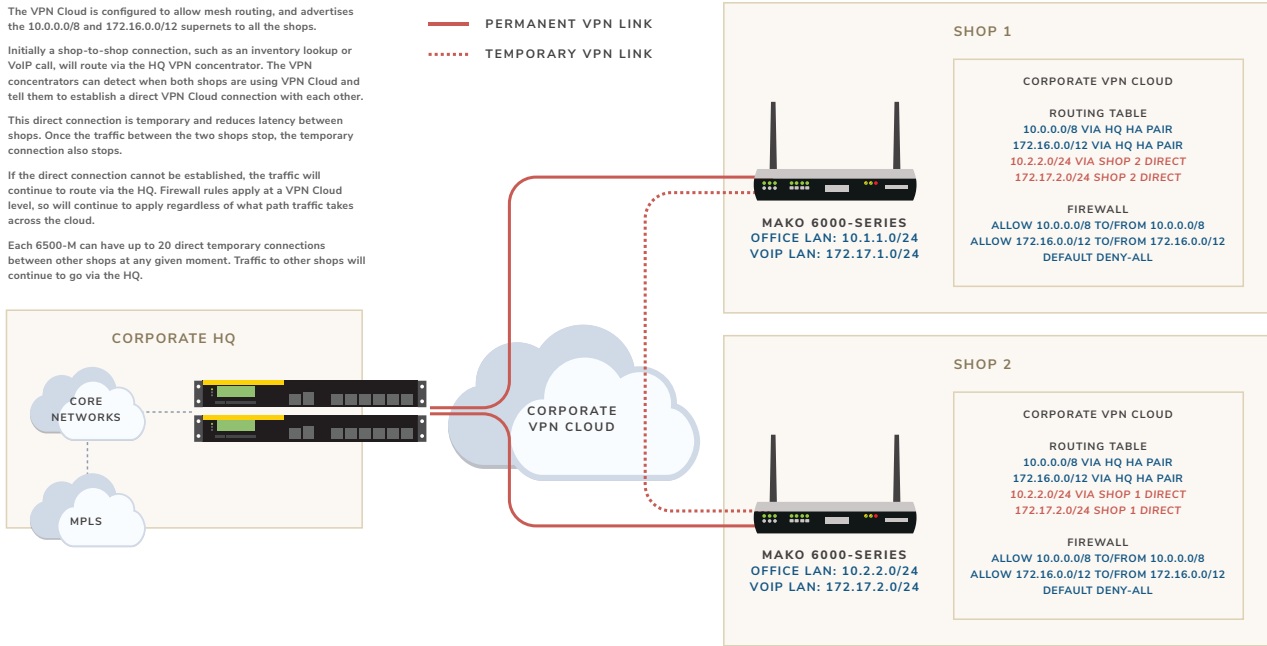 The VPN Cloud is configured to allow mesh routing, and advertises
the 10.0.0.0/8 and 172.16.0.0/12 supernets to all the shops.
Initially a shop-to-shop connection, such as an inventory lookup or
VoIP call, will route via the HQ VPN concentrator. The VPN
concentrators can detect when both shops are using VPN Cloud and
tell them to establish a direct VPN Cloud connection with each other.
This direct connection is temporary and reduces latency between
shops. Once the traffic between the two shops stop, the temporary
connection also stops.
If the direct connection cannot be established, the traffic will
continue to route via the HQ. Firewall rules apply at a VPN Cloud
level, so will continue to apply regardless of what path traffic takes
across the cloud.
Each 6500-M can have up to 20 direct temporary connections
between other shops at any given moment. Traffic to other shops will
continue to go via the HQ.
PERMANENT VPN LINK
TEMPORARY VPN LINK
CORPORATE HQ
CORE
NETWORKS
MPLS
CORPORATE
VPN CLOUD
SHOP 1
MAKO 6000-SERIES
OFFICE LAN: 10.1.1.0/24
VOIP LAN: 172.17.1.0/24
CORPORATE VPN CLOUD
ROUTING TABLE
10.0.0.0/8 VIA HQ HA PAIR
172.16.0.0/12 VIA HQ HA PAIR
10.2.2.0/24 VIA SHOP 2 DIRECT
172.17.2.0/24 SHOP 2 DIRECT
FIREWALL
ALLOW 10.0.0.0/8 TO/FROM 10.0.0.0/8
ALLOW 172.16.0.0/12 TO/FROM 172.16.0.0/12
DEFAULT DENY-ALL
SHOP 2
MAKO 6000-SERIES
OFFICE LAN: 10.2.2.0/24
VOIP LAN: 172.17.2.0/24
CORPORATE VPN CLOUD
ROUTING TABLE
10.0.0.0/8 VIA HQ HA PAIR
172.16.0.0/12 VIA HQ HA PAIR
10.2.2.0/24 VIA SHOP 1 DIRECT
172.17.2.0/24 SHOP 1 DIRECT
FIREWALL
ALLOW 10.0.0.0/8 TO/FROM 10.0.0.0/8
ALLOW 172.16.0.0/12 TO/FROM 172.16.0.0/12
DEFAULT DENY-ALL